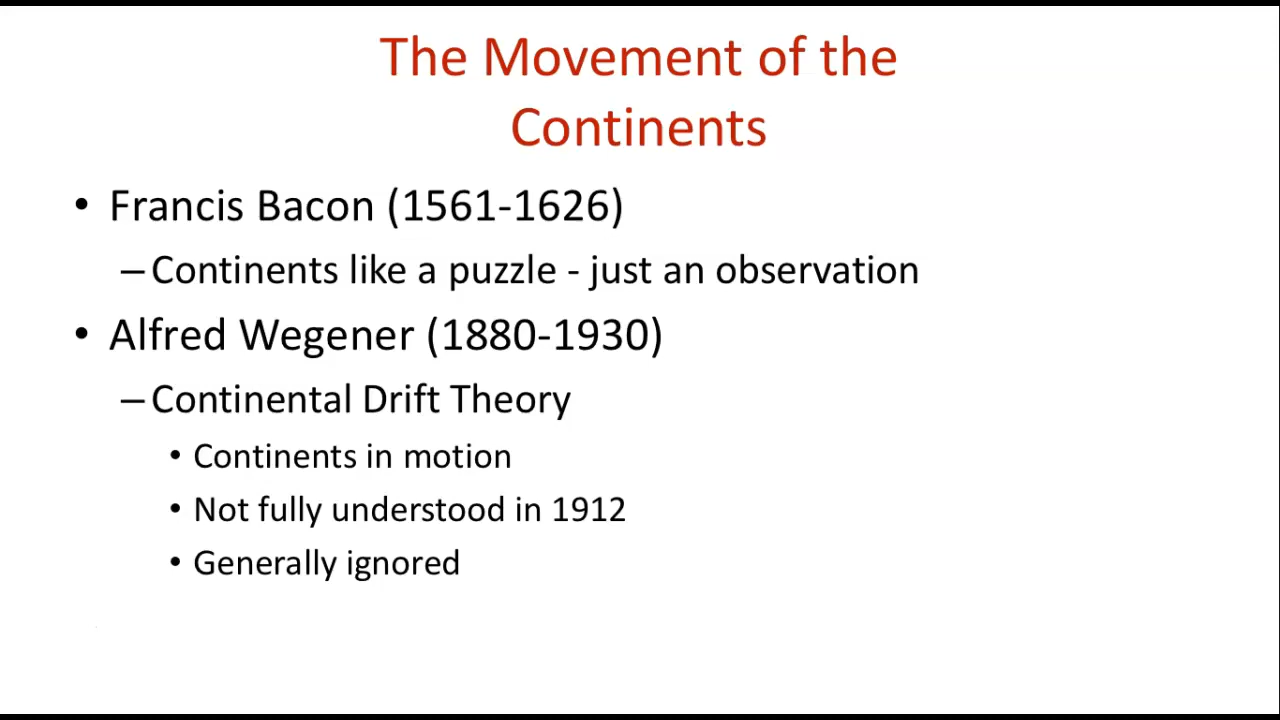 The Movement of the
Continents
• Francis Bacon (1561-1626)
–Continents like a puzzle - just an observation
• Alfred Wegener (1880-1930)
–Continental Drift Theory
• Continents in motion
• Not fully understood in 1912
• Generally ignored